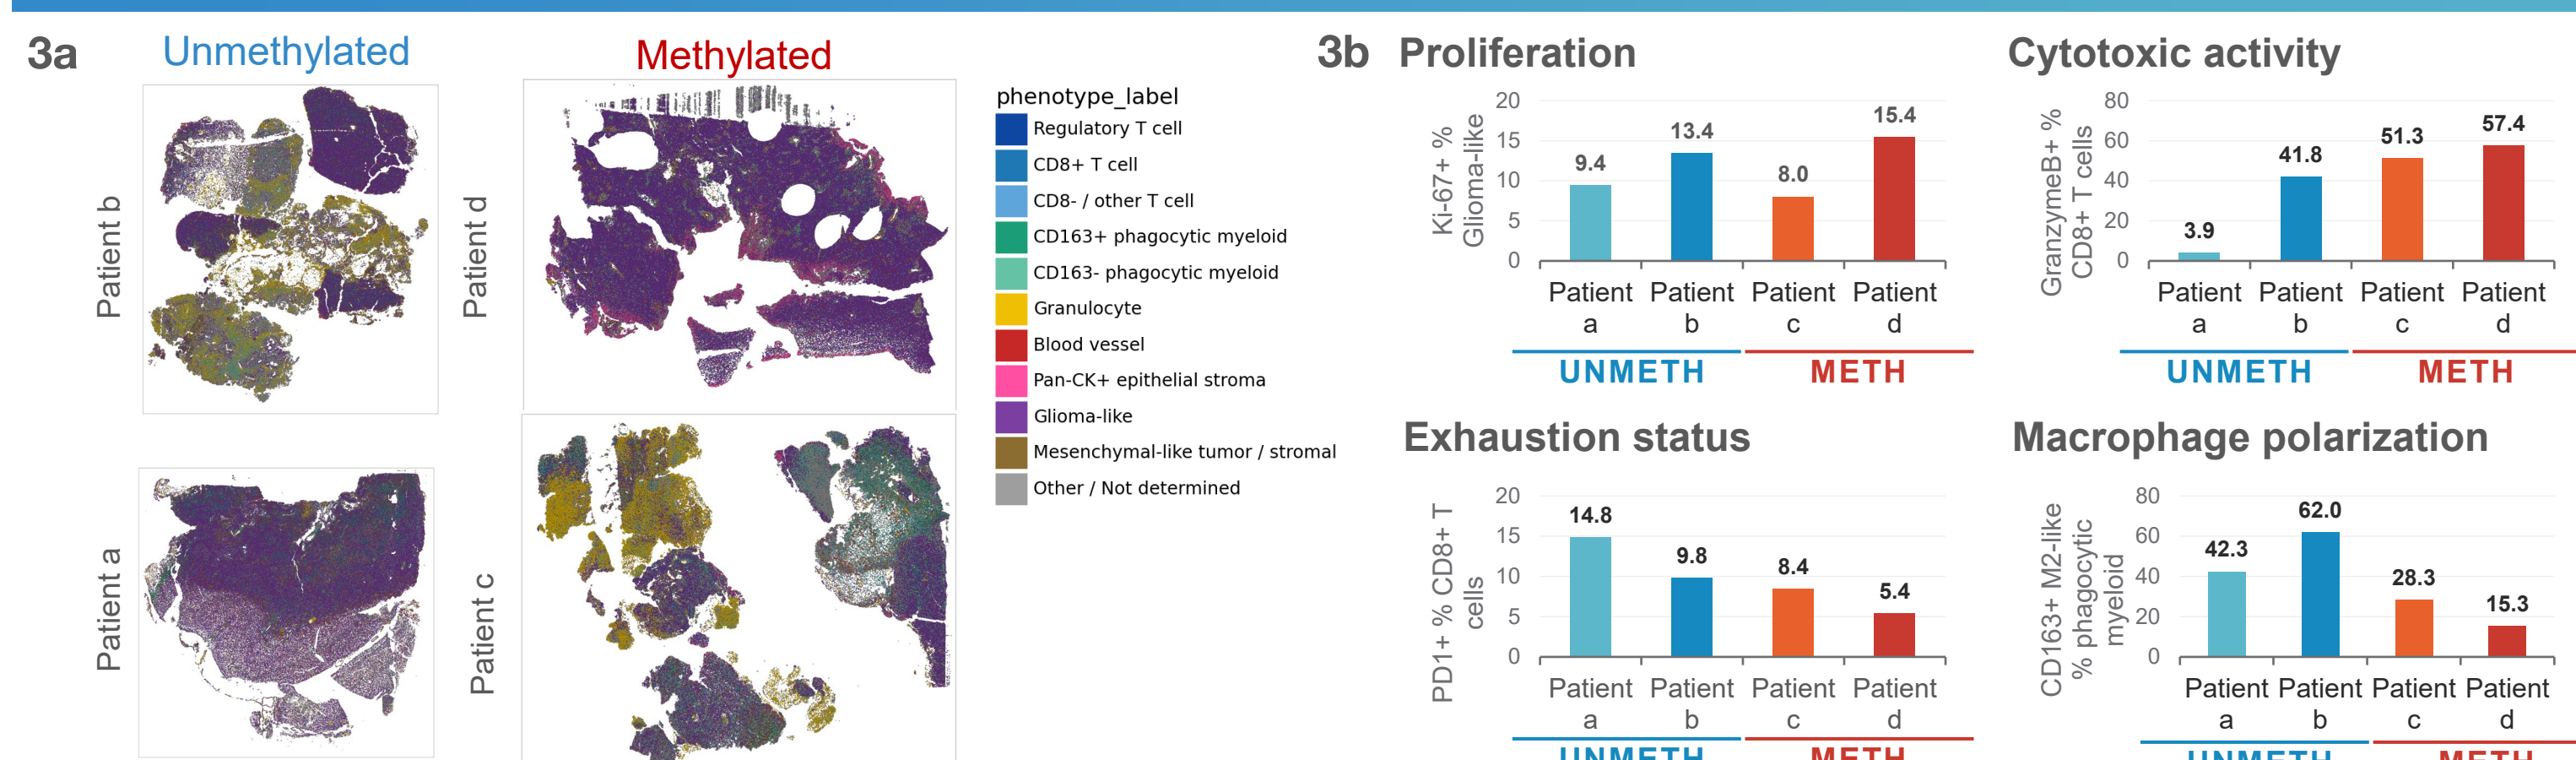 3a
Unmethylated
Methylated
Patient b
Patient d
Patient a
Patient c
phenotype_label
Regulatory T cell
CD8+ T cell
CD8- / other T cell
CD163+ phagocytic myeloid
CD163- phagocytic myeloid
Granulocyte
Blood vessel
Pan-CK+ epithelial stroma
Glioma-like
Mesenchymal-like tumor / stromal
Other / Not determined
3b
Proliferation
Ki-67+ %
Glioma-like
20
15
10
5
0
9.4
13.4
8.0
15.4
Patient a
Patient b
Patient c
Patient d
UNMETH
METH
Cytotoxic activity
GranzymeB+ %
CD8+ T cells
80
60
40
20
0
3.9
41.8
51.3
57.4
Patient a
Patient b
Patient c
Patient d
UNMETH
METH
Exhaustion status
PD1+ % CD8+ T
cells
20
15
10
5
0
14.8
9.8
8.4
5.4
Patient a
Patient b
Patient c
Patient d
UNMETH
METH
Macrophage polarization
CD163+ M2-like
% phagocytic
myeloid
80
60
40
20
0
42.3
62.0
28.3
15.3
Patient a
Patient b
Patient c
Patient d
UNMETH
METH